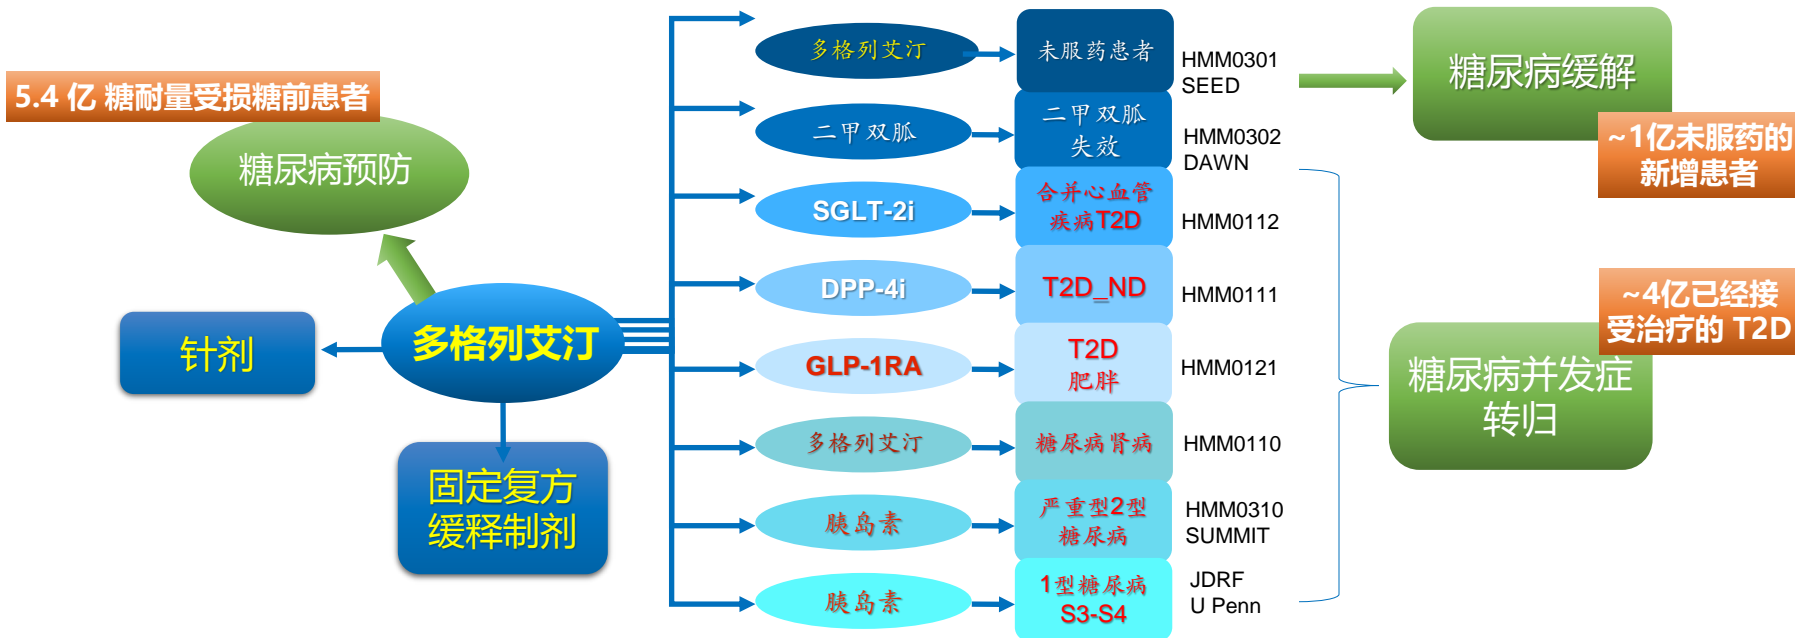 5.4 亿 糖耐量受损糖前患者
糖尿病预防
多格列艾汀
针剂
固定复方
缓释制剂
多格列艾汀
未服药患者
HMM0301
SEED
二甲双胍
二甲双胍
失效
HMM0302
DAWN
SGLT-2i
合并心血管
疾病T2D
HMM0112
DPP-4i
T2D_ND
HMM0111
GLP-1RA
T2D
肥胖
HMM0121
多格列艾汀
糖尿病肾病
HMM0110
胰岛素
严重型2型
糖尿病
HMM0310
SUMMIT
胰岛素
1型糖尿病
S3-S4
JDRF
U Penn
糖尿病缓解
~1亿未服药的
新增患者
~4亿已经接
受治疗的 T2D
糖尿病并发症
转归